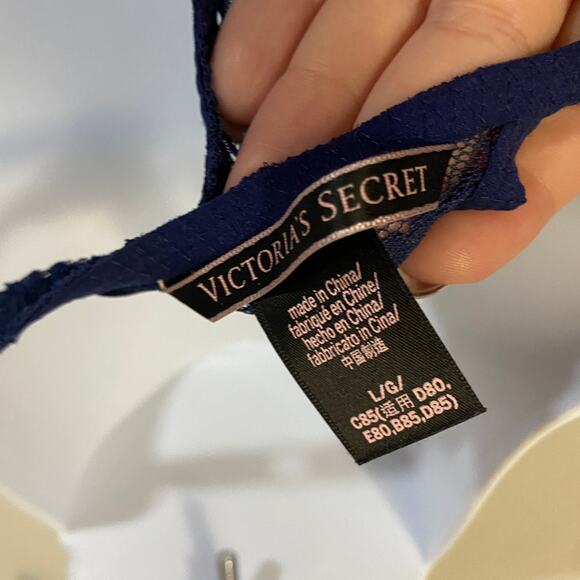 VICTORIA'S SECRET
made in China/
fabriqué en Chine/
hecho en China/
fabbricato in Cina/
中国制造
L/G/
C85(适用 D80,
E80,B85,D85)